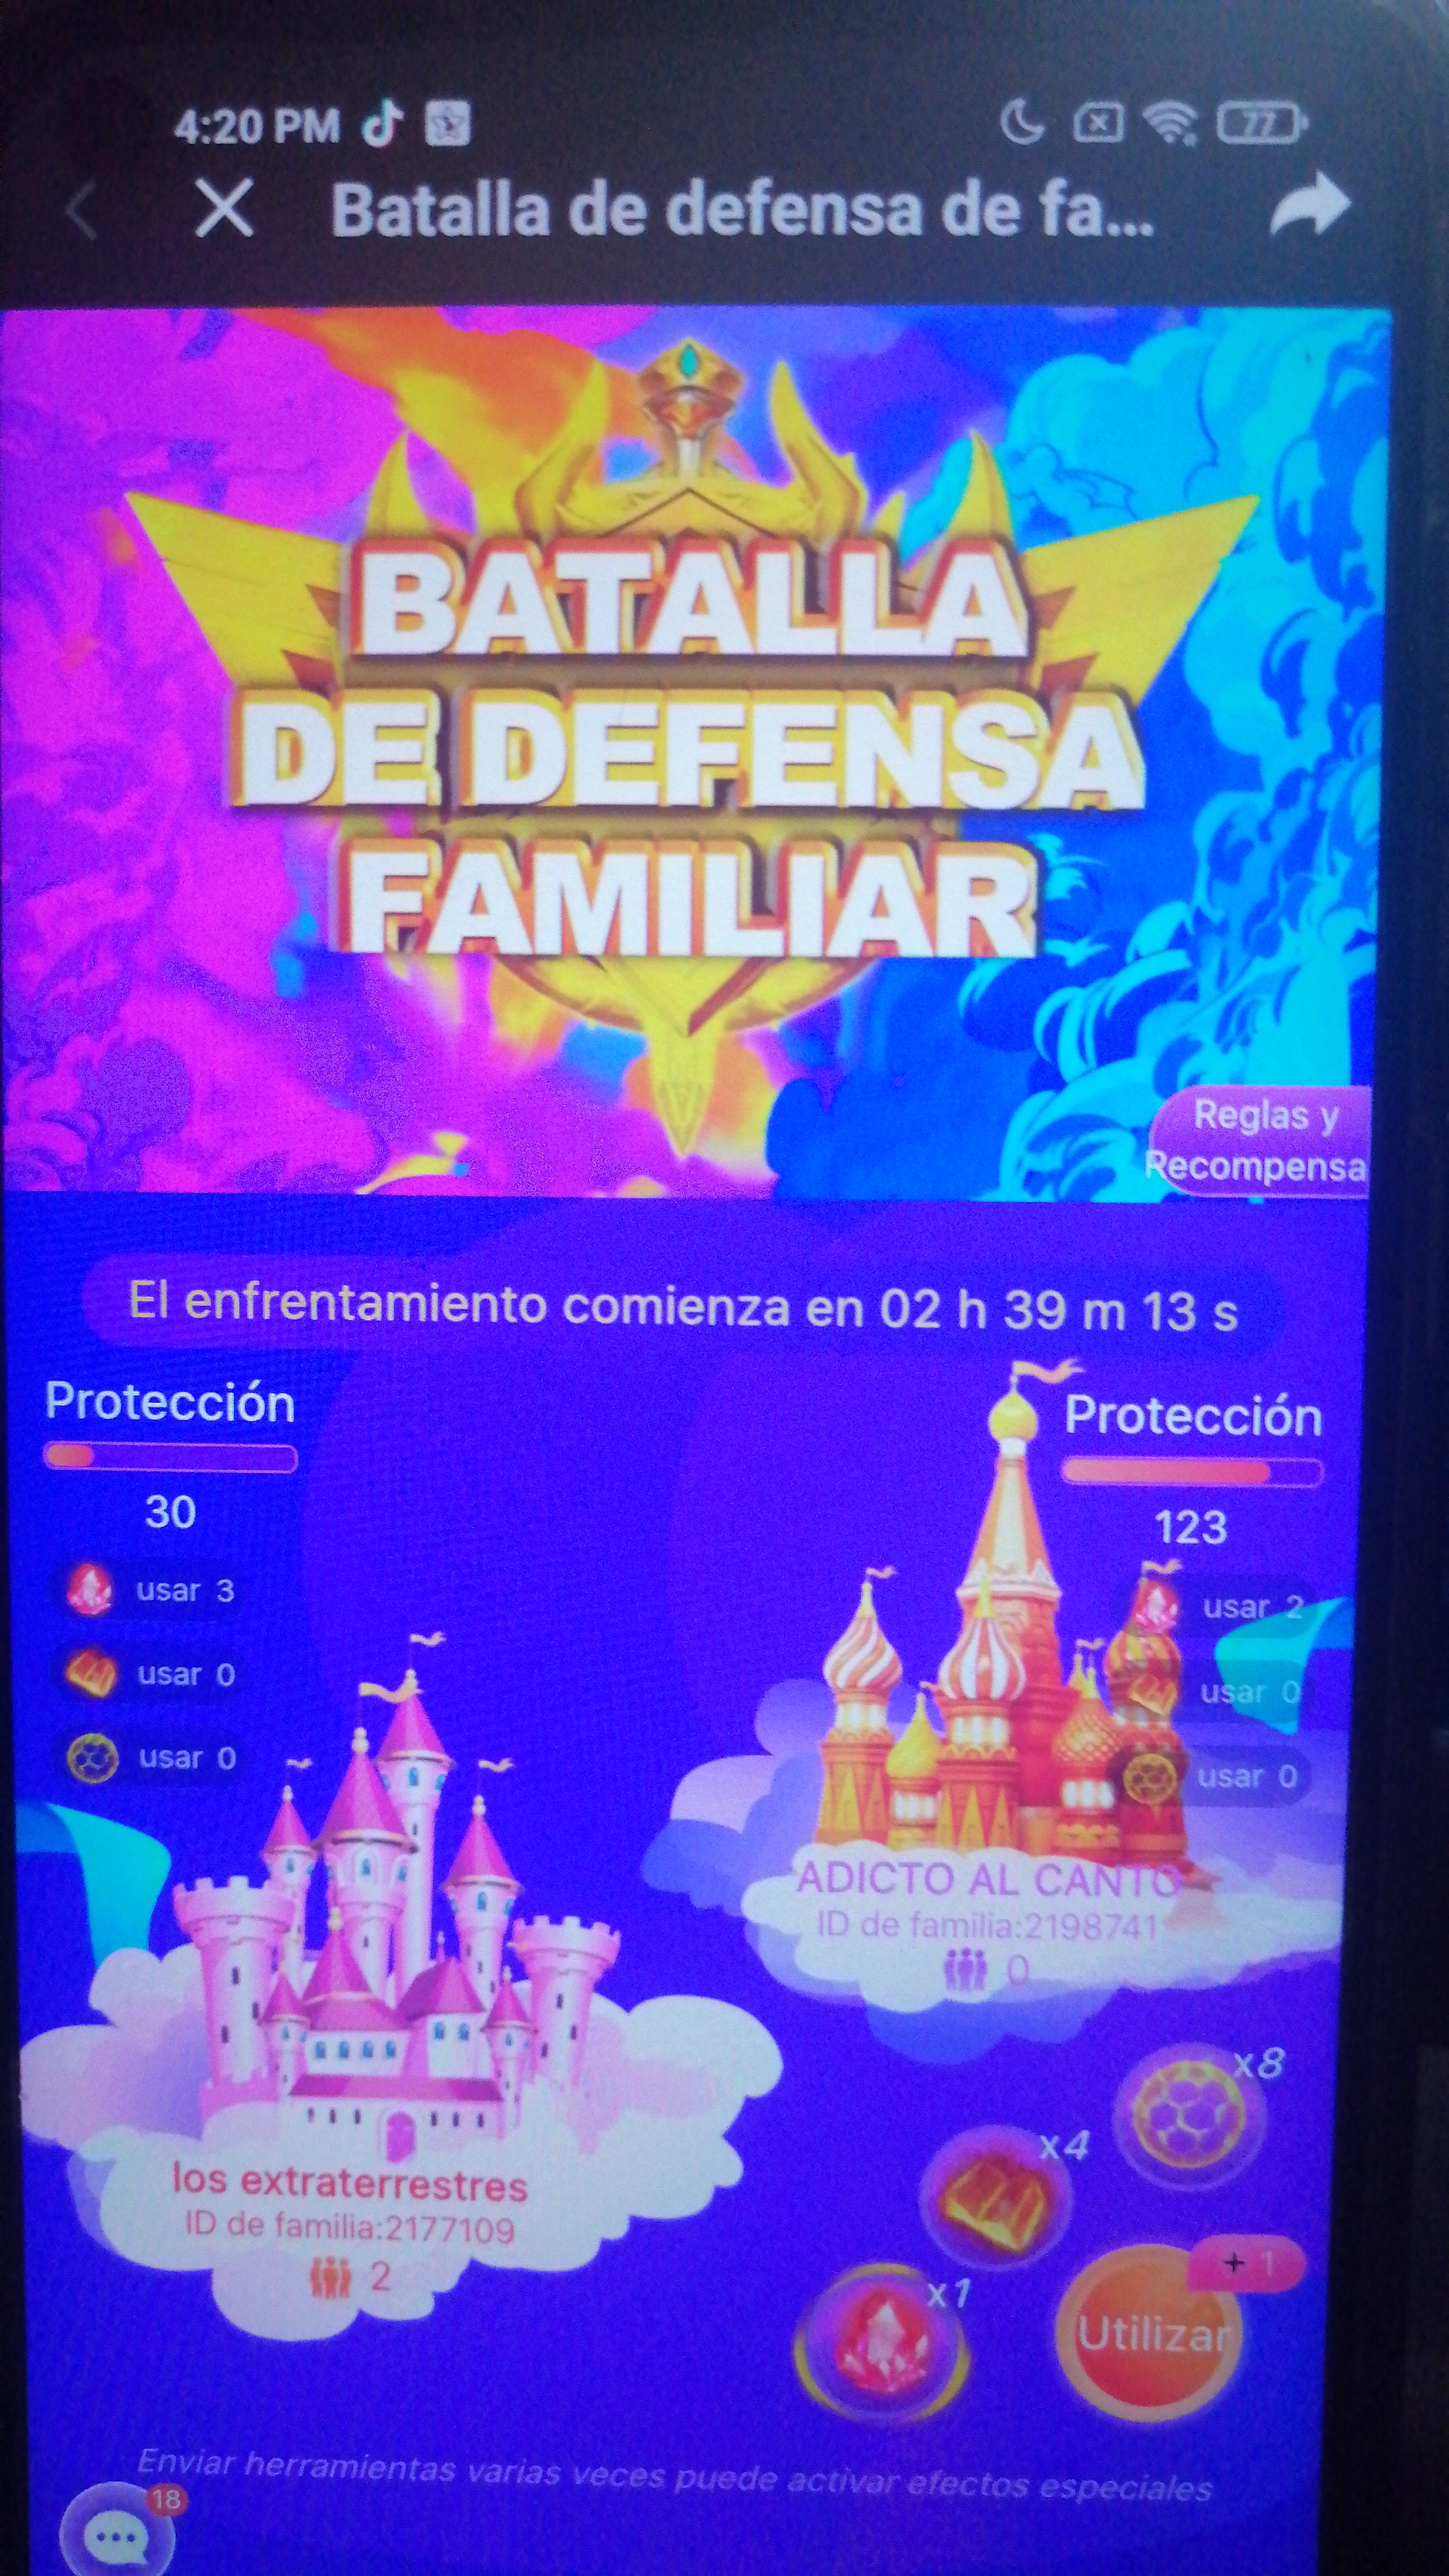 4:20 PM
77
Batalla de defensa de fa...
BATALLA
DE DEFENSA
FAMILIAR
Reglas y
Recompensa
El enfrentamiento comienza en 02 h 39 m 13 s
Protección
30
usar 3
usar 0
usar 0
Protección
123
usar 2
usar 0
usar 0
ADICTO AL CANTO
ID de familia:2198741
0
los extraterrestres
ID de familia:2177109
2
x8
x4
x1
+ 1
Utilizar
Enviar herramientas varias veces puede activar efectos especiales
18